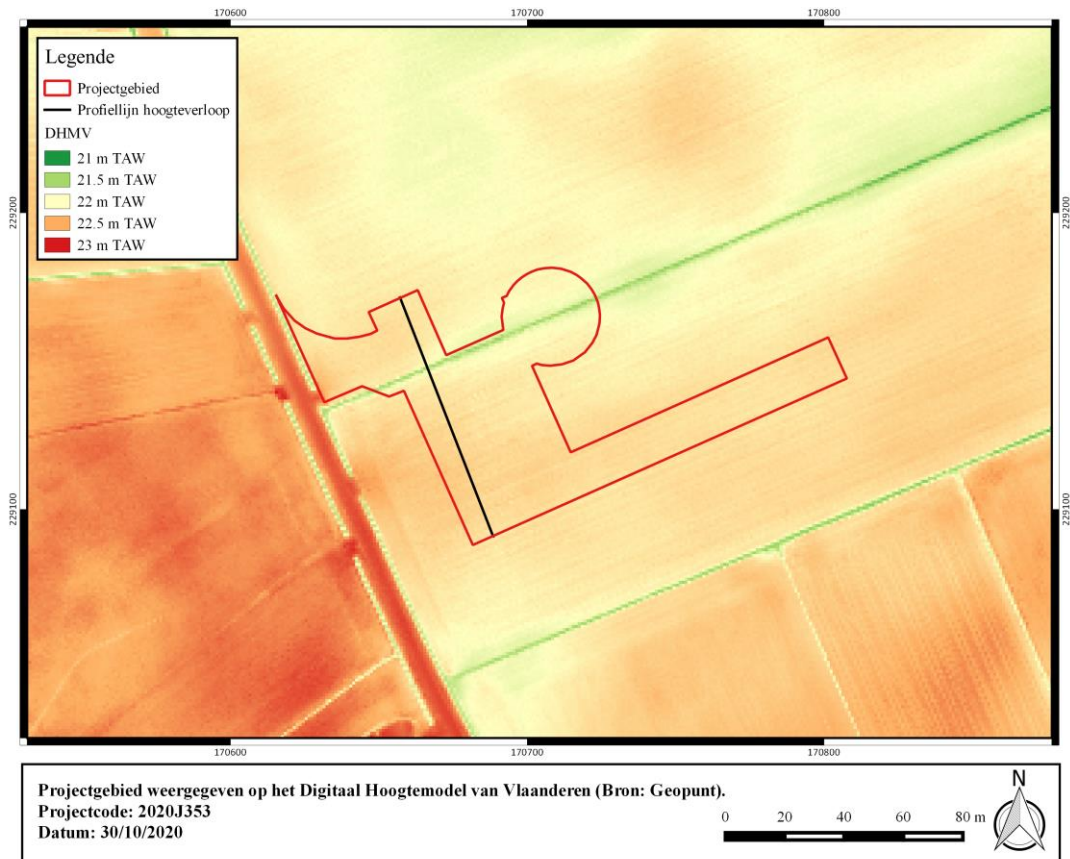 170600 170700 170800
Legende
Projectgebied
Profiellijn hoogteverloop
DHMV
21 m TAW
21.5 m TAW
22 m TAW
22.5 m TAW
23 m TAW
229200 229200
229100 229100
170600 170700 170800
Projectgebied weergegeven op het Digitaal Hoogtemodel van Vlaanderen (Bron: Geopunt).
Projectcode: 2020J353
Datum: 30/10/2020
0 20 40 60 80 m
N